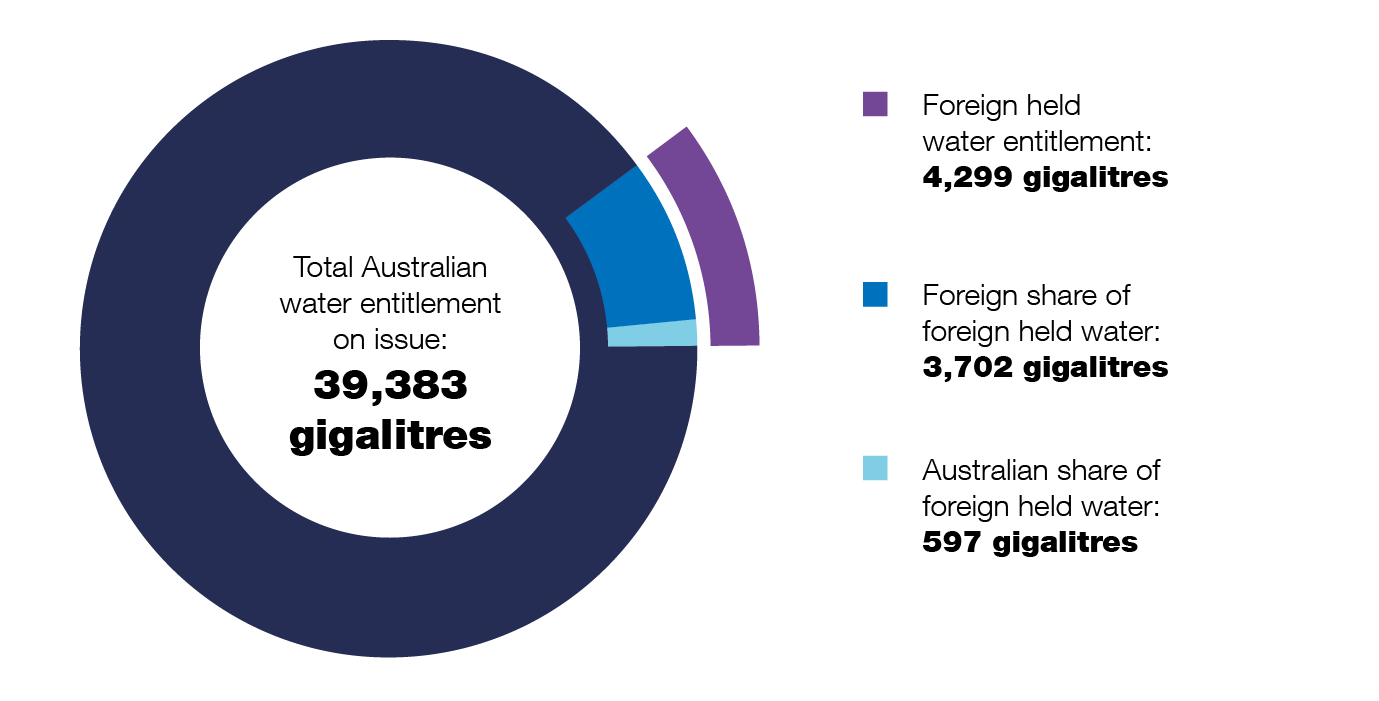 Total Australian
water entitlement
on issue:
39,383
gigalitres
Foreign held
water entitlement:
4,299 gigalitres
Foreign share of
foreign held water:
3,702 gigalitres
Australian share of
foreign held water:
597 gigalitres